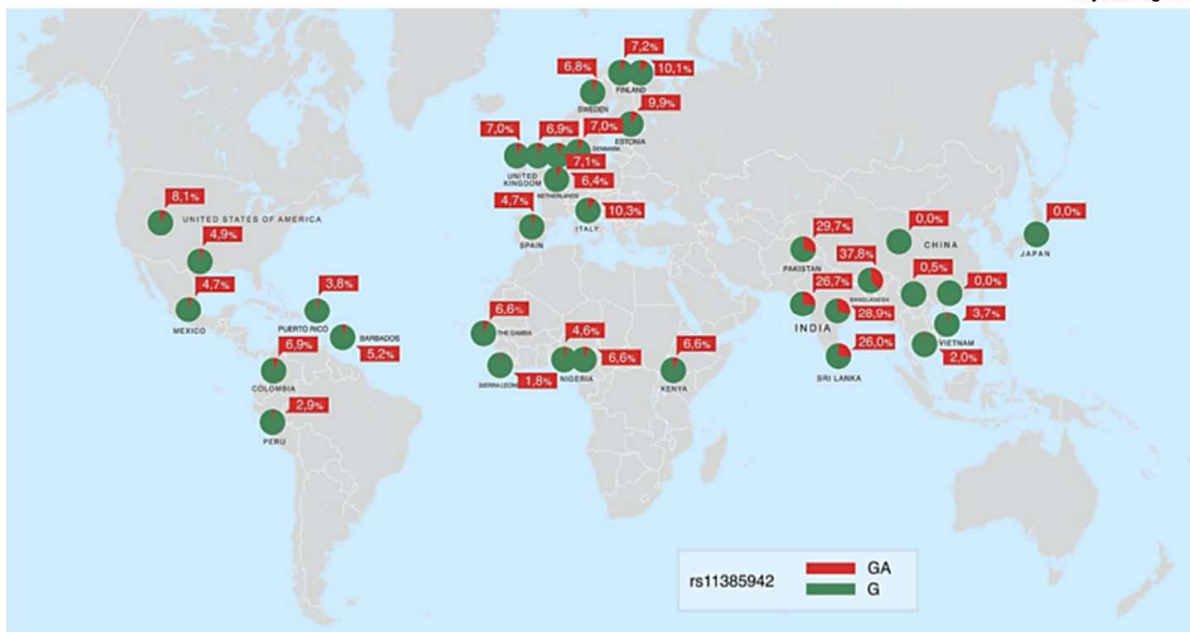 7,2%
6,8%
10,1%
FINLAND
SWEDEN
9,9%
ESTONIA
7,0%
6,9%
7,0%
DENMARK
7,1%
UNITED
KINGDOM
6,4%
NETHERLANDS
8,1%
UNITED STATES OF AMERICA
4,7%
10,3%
ITALY
SPAIN
4,9%
0,0%
0,0%
29,7%
CHINA
JAPAN
37,8%
PAKISTAN
0,5%
4,7%
3,8%
26,7%
0,0%
BANGLADESH
MEXICO
PUERTO RICO
6,6%
THE GAMBIA
28,9%
3,7%
INDIA
BARBADOS
5,2%
6,9%
4,6%
6,6%
6,6%
26,0%
VIETNAM
2,0%
COLOMBIA
1,8%
NIGERIA
KENYA
SRI LANKA
2,9%
PERU
rs11385942
GA
G